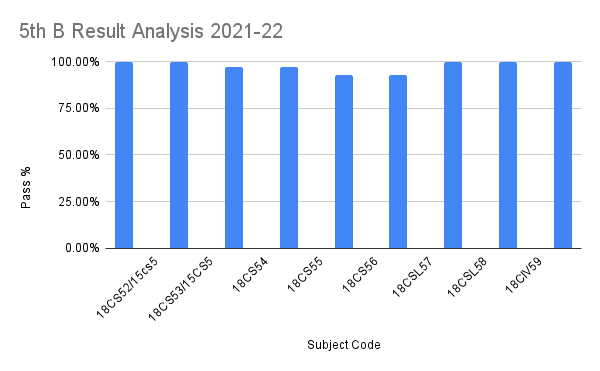 5th B Result Analysis 2021-22
100.00%
75.00%
50.00%
25.00%
0.00%
Pass %
18CS52/15cs5
18CS53/15CS5
18CS54
18CS55
18CS56
18CSL57
18CSL58
18CIV59
Subject Code